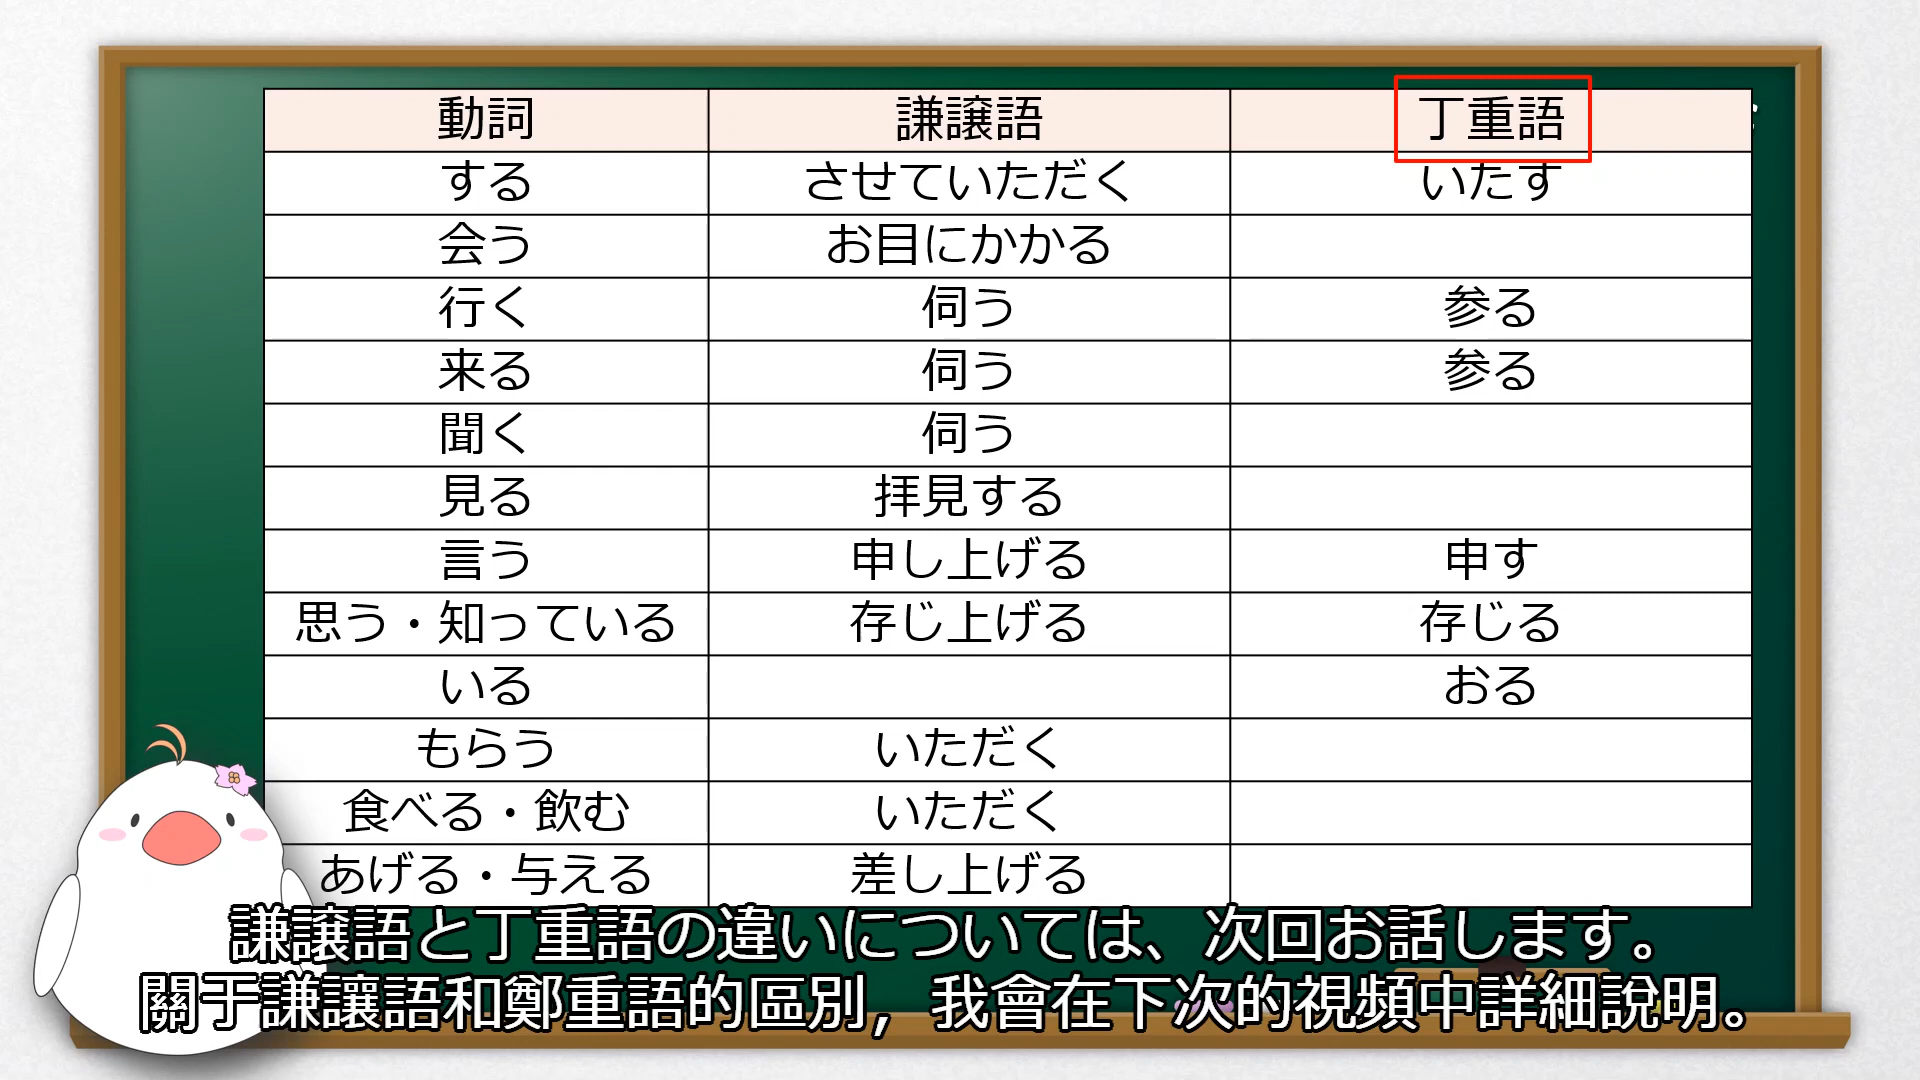 動詞 謙譲語 丁重語
する させていただく いたす
会う お目にかかる
行く 伺う 参る
来る 伺う 参る
聞く 伺う
見る 拝見する
言う 申し上げる 申す
思う・知っている 存じ上げる 存じる
いる おる
もらう いただく
食べる・飲む いただく
あげる・与える 差し上げる
謙譲語と丁重語の違いについては、次回お話します。
關于謙讓語和鄭重語的區別，我會在下次的視頻中詳細說明。